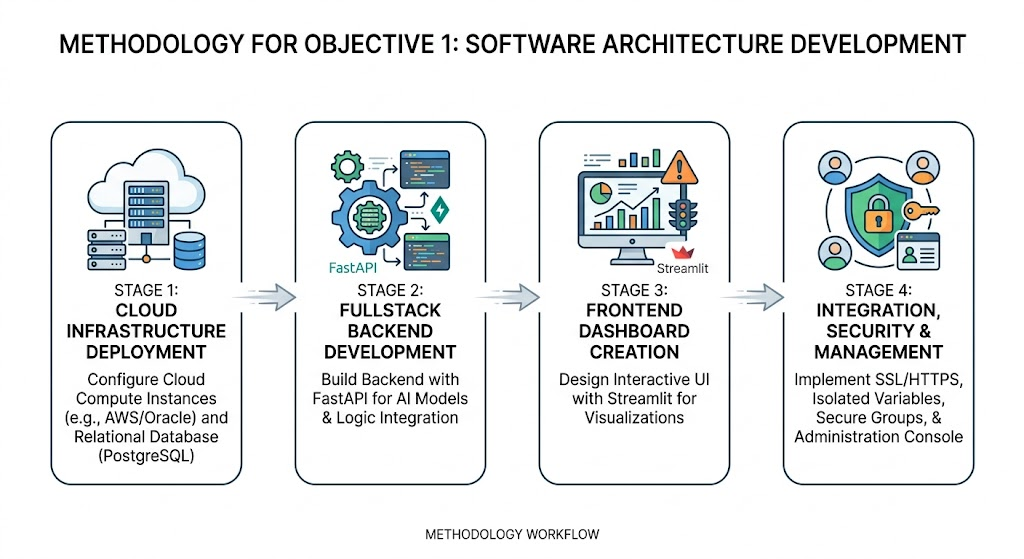 METHODOLOGY FOR OBJECTIVE 1: SOFTWARE ARCHITECTURE DEVELOPMENT
STAGE 1:
CLOUD
INFRASTRUCTURE
DEPLOYMENT
Configure Cloud
Compute Instances
(e.g., AWS/Oracle) and
Relational Database
(PostgreSQL)
FastAPI
STAGE 2:
FULLSTACK
BACKEND
DEVELOPMENT
Build Backend with
FastAPI for AI Models
& Logic Integration
Streamlit
STAGE 3:
FRONTEND
DASHBOARD
CREATION
Design Interactive UI
with Streamlit for
Visualizations
STAGE 4:
INTEGRATION,
SECURITY &
MANAGEMENT
Implement SSL/HTTPS,
Isolated Variables,
Secure Groups, &
Administration Console
METHODOLOGY WORKFLOW